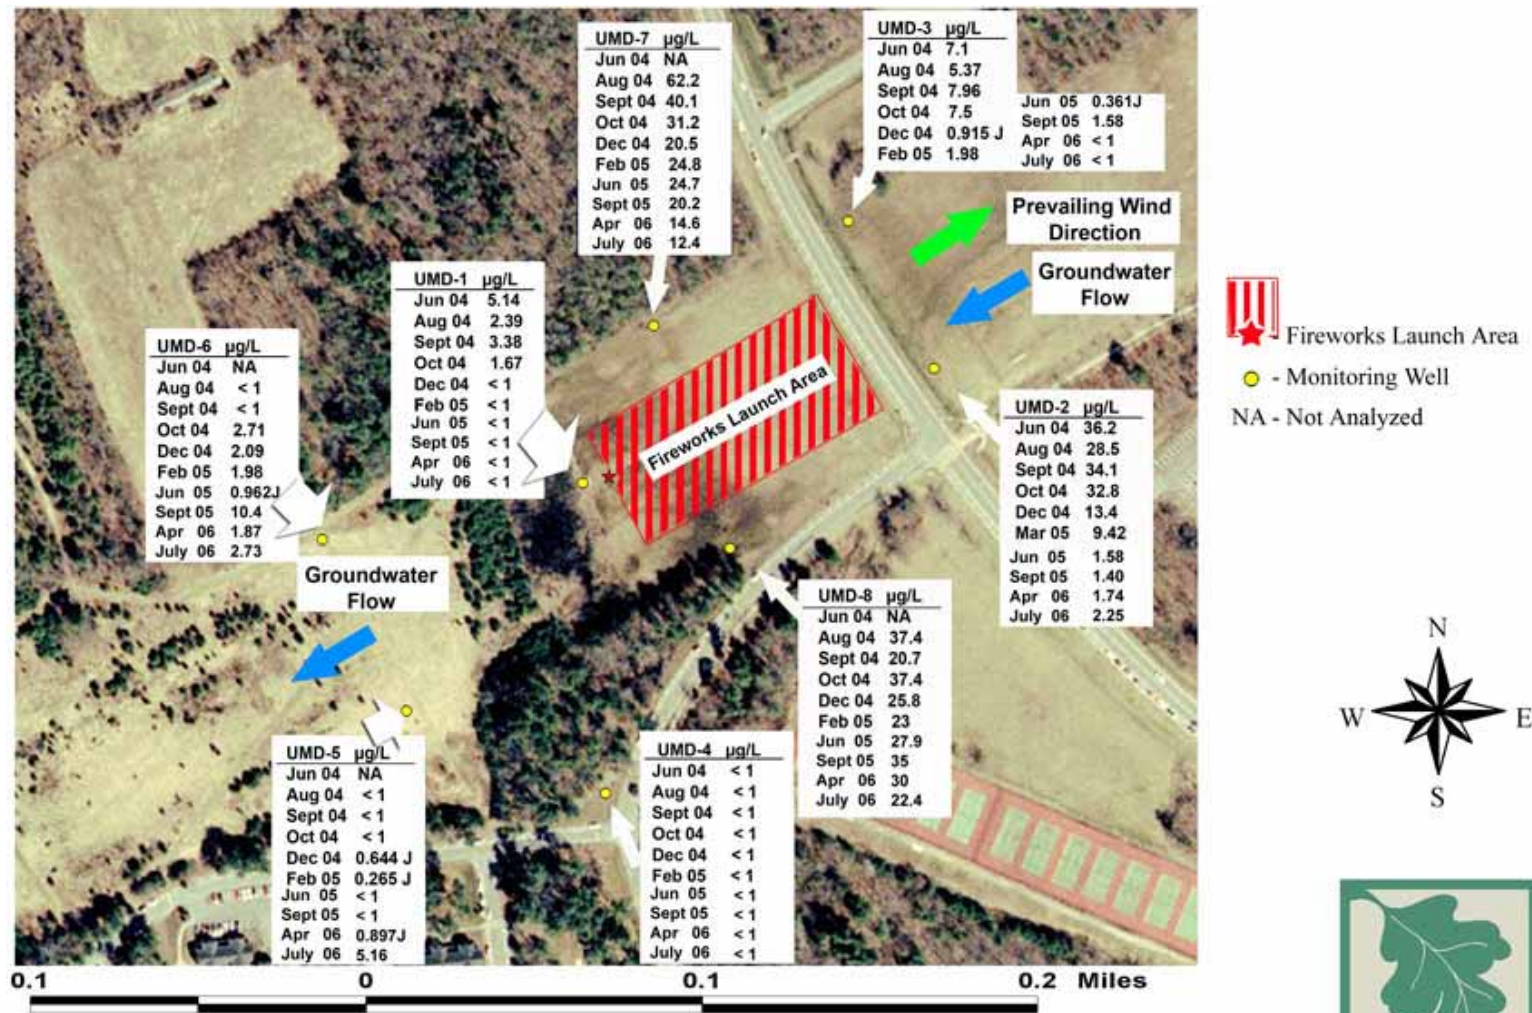 UMD-7 µg/L
Jun 04 NA
Aug 04 62.2
Sept 04 40.1
Oct 04 31.2
Dec 04 20.5
Feb 05 24.8
Jun 05 24.7
Sept 05 20.2
Apr 06 14.6
July 06 12.4
UMD-3 µg/L
Jun 04 7.1
Aug 04 5.37
Sept 04 7.96
Oct 04 7.5
Dec 04 0.915 J
Feb 05 1.98
Jun 05 0.361J
Sept 05 1.58
Apr 06 < 1
July 06 < 1
Prevailing Wind
Direction
Groundwater
Flow
UMD-1 µg/L
Jun 04 5.14
Aug 04 2.39
Sept 04 3.38
Oct 04 1.67
Dec 04 < 1
Feb 05 < 1
Jun 05 < 1
Sept 05 < 1
Apr 06 < 1
July 06 < 1
UMD-6 µg/L
Jun 04 NA
Aug 04 < 1
Sept 04 < 1
Oct 04 2.71
Dec 04 2.09
Feb 05 1.98
Jun 05 0.962J
Sept 05 10.4
Apr 06 1.87
July 06 2.73
Fireworks Launch Area
- Fireworks Launch Area
- Monitoring Well
NA - Not Analyzed
UMD-2 µg/L
Jun 04 36.2
Aug 04 28.5
Sept 04 34.1
Oct 04 32.8
Dec 04 13.4
Mar 05 9.42
Jun 05 1.58
Sept 05 1.40
Apr 06 1.74
July 06 2.25
Groundwater
Flow
UMD-8 µg/L
Jun 04 NA
Aug 04 37.4
Sept 04 20.7
Oct 04 37.4
Dec 04 25.8
Feb 05 23
Jun 05 27.9
Sept 05 35
Apr 06 30
July 06 22.4
UMD-5 µg/L
Jun 04 NA
Aug 04 < 1
Sept 04 < 1
Oct 04 < 1
Dec 04 0.644 J
Feb 05 0.265 J
Jun 05 < 1
Sept 05 < 1
Apr 06 0.897J
July 06 5.16
UMD-4 µg/L
Jun 04 < 1
Aug 04 < 1
Sept 04 < 1
Oct 04 < 1
Dec 04 < 1
Feb 05 < 1
Jun 05 < 1
Sept 05 < 1
Apr 06 < 1
July 06 < 1
N
W E
S
0.1 0 0.1 0.2 Miles